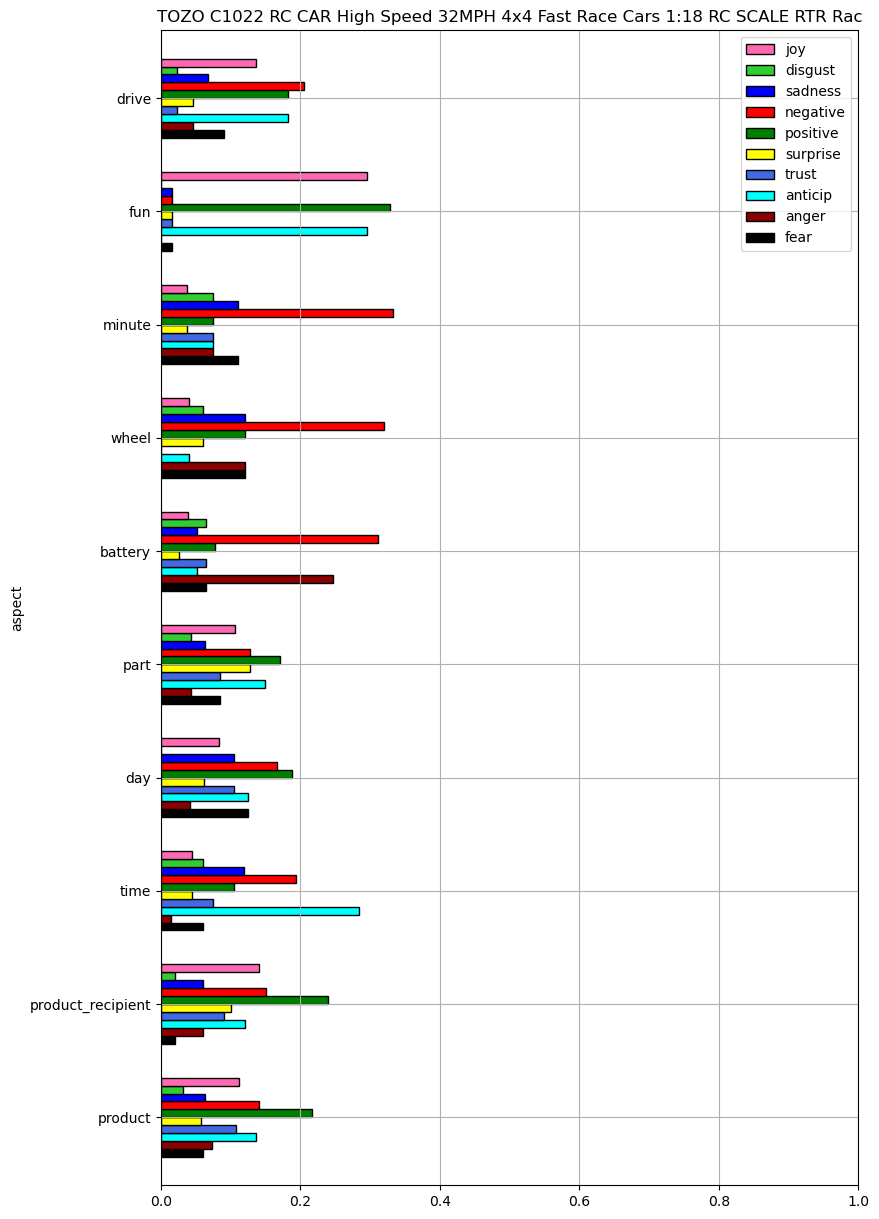 TOZO C1022 RC CAR High Speed 32MPH 4x4 Fast Race Cars 1:18 RC SCALE RTR Rac
joy
disgust
sadness
negative
positive
surprise
trust
anticip
anger
fear
drive
fun
minute
wheel
battery
part
day
time
product_recipient
product
aspect
0.0 0.2 0.4 0.6 0.8 1.0